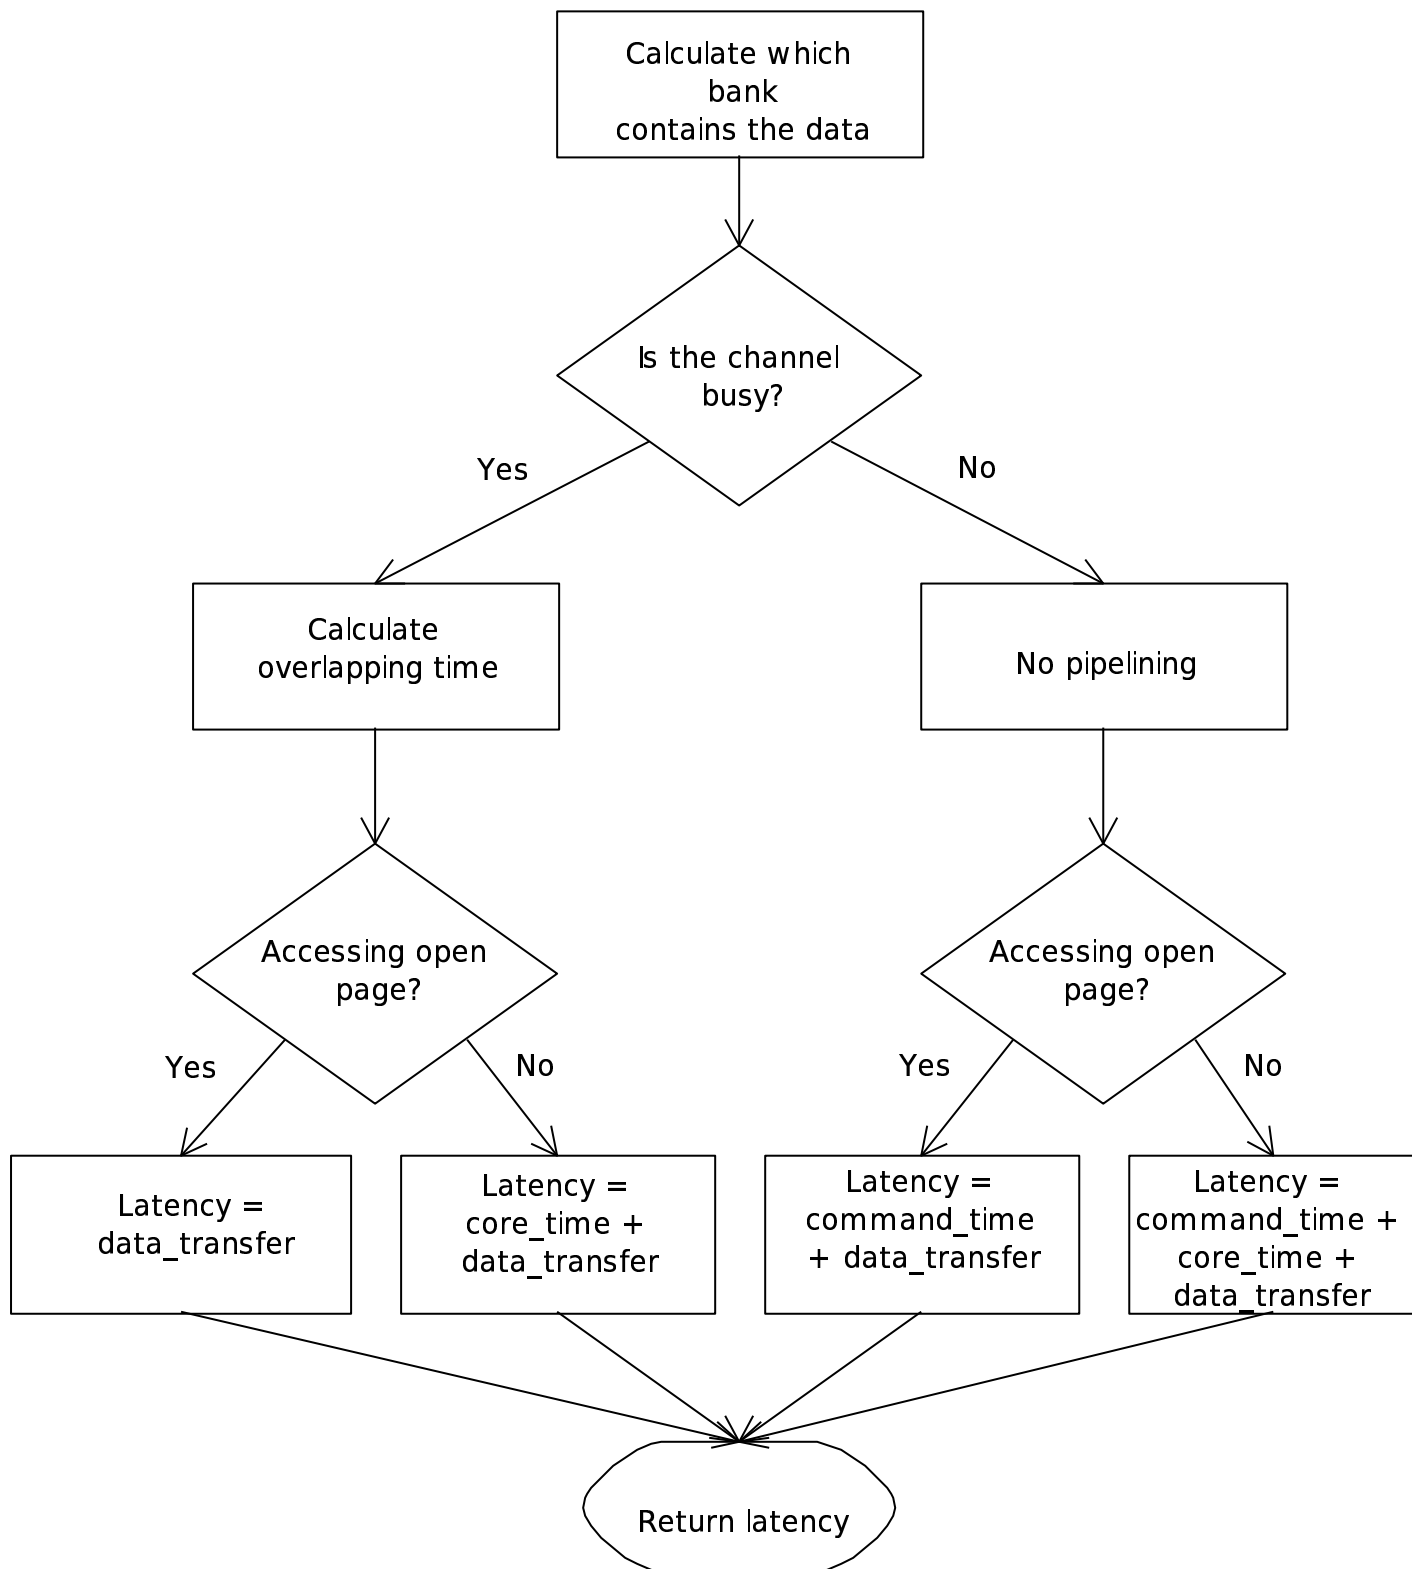 Calculate which
bank
contains the data
Is the channel
busy?
Yes
No
Calculate
overlapping time
No pipelining
Accessing open
page?
Accessing open
page?
Yes
No
Yes
No
Latency =
data_transfer
Latency =
core_time +
data_transfer
Latency =
command_time
+ data_transfer
Latency =
command_time +
core_time +
data_transfer
Return latency